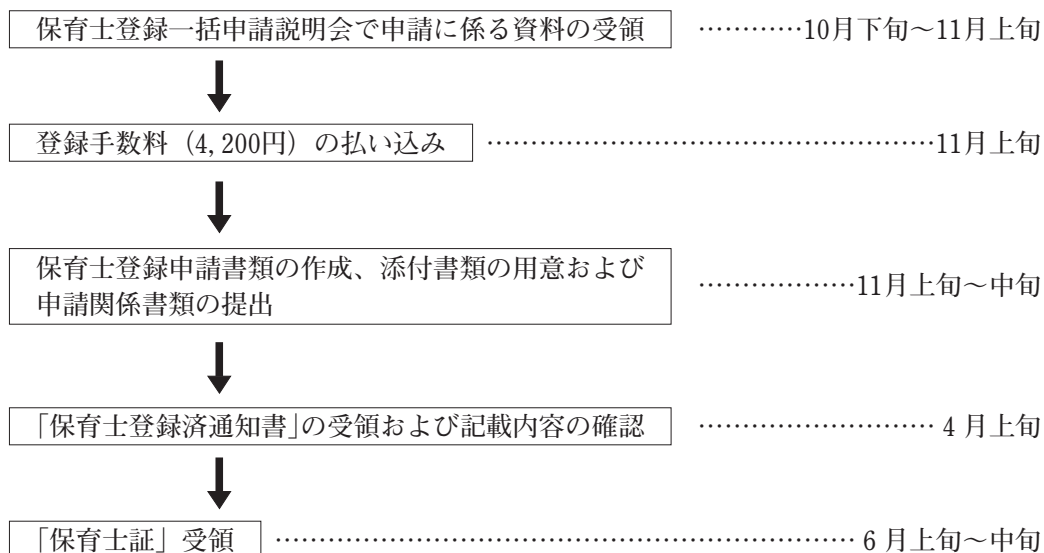 保育士登録一括申請説明会で申請に係る資料の受領 …………10月下旬～11月上旬
登録手数料（4,200円）の払い込み ……………………………………………11月上旬
保育士登録申請書類の作成、添付書類の用意および
申請関係書類の提出 ………………11月上旬～中旬
「保育士登録済通知書」の受領および記載内容の確認 ……………………… 4月上旬
「保育士証」受領 ………………………………………………………… 6月上旬～中旬